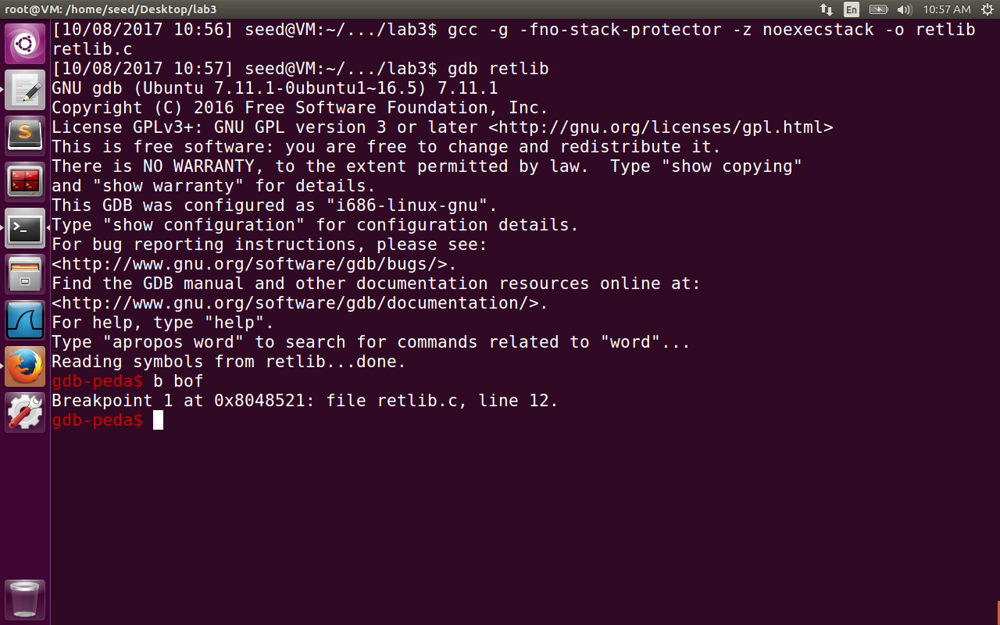 root@VM: /home/seed/Desktop/lab3
En
10:57 AM
[10/08/2017 10:56] seed@VM:~/.../lab3$ gcc -g -fno-stack-protector -z noexecstack -o retlib
retlib.c
[10/08/2017 10:57] seed@VM:~/.../lab3$ gdb retlib
GNU gdb (Ubuntu 7.11.1-0ubuntu1~16.5) 7.11.1
Copyright (C) 2016 Free Software Foundation, Inc.
License GPLv3+: GNU GPL version 3 or later <http://gnu.org/licenses/gpl.html>
This is free software: you are free to change and redistribute it.
There is NO WARRANTY, to the extent permitted by law.  Type "show copying"
and "show warranty" for details.
This GDB was configured as "i686-linux-gnu".
Type "show configuration" for configuration details.
For bug reporting instructions, please see:
<http://www.gnu.org/software/gdb/bugs/>.
Find the GDB manual and other documentation resources online at:
<http://www.gnu.org/software/gdb/documentation/>.
For help, type "help".
Type "apropos word" to search for commands related to "word"...
Reading symbols from retlib...done.
gdb-peda$ b bof
Breakpoint 1 at 0x8048521: file retlib.c, line 12.
gdb-peda$